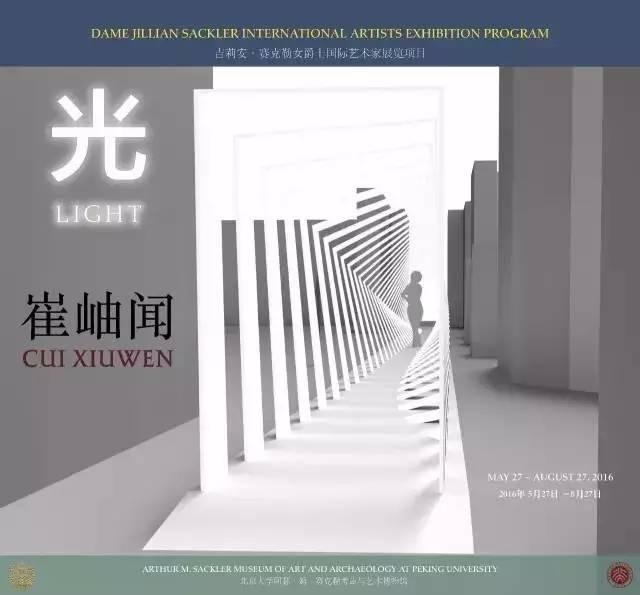 DAME JILLIAN SACKLER INTERNATIONAL ARTISTS EXHIBITION PROGRAM
吉莉安·赛克勒女爵士国际艺术家展览项目
光
LIGHT
崔岫闻
CUI XIUWEN
MAY 27 – AUGUST 27, 2016
2016年5月27日 – 8月27日
ARTHUR M. SACKLER MUSEUM OF ART AND ARCHAEOLOGY AT PEKING UNIVERSITY
北京大学阿瑟·姆·赛克勒考古与艺术博物馆